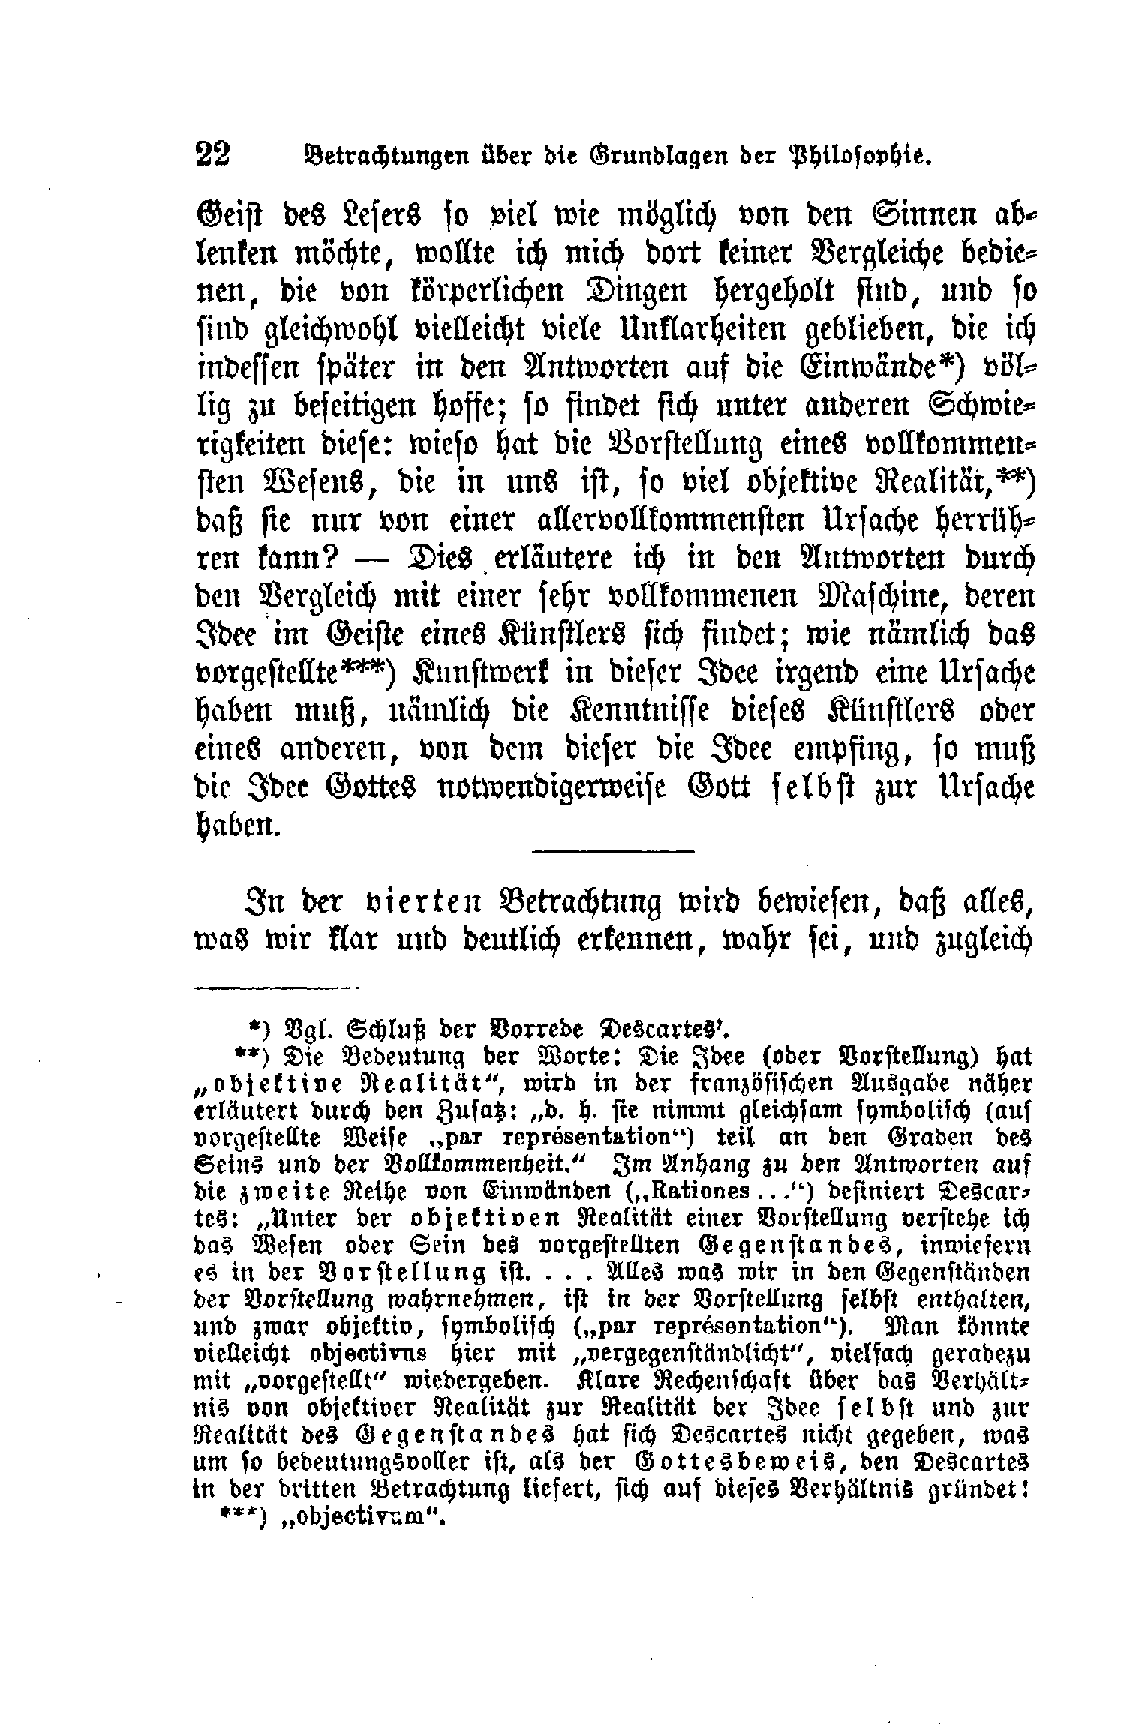 22 Betrachtungen über die Grundlagen der Philosophie.
Geist des Lesers so viel wie möglich von den Sinnen ab-
lenken möchte, wollte ich mich dort keiner Vergleiche bedie-
nen, die von körperlichen Dingen hergeholt sind, und so
sind gleichwohl vielleicht viele Unklarheiten geblieben, die ich
indessen später in den Antworten auf die Einwände*) völ-
lig zu beseitigen hoffe; so findet sich unter anderen Schwie-
rigkeiten diese: wieso hat die Vorstellung eines vollkommen-
sten Wesens, die in uns ist, so viel objektive Realität,**)
daß sie nur von einer allervollkommensten Ursache herrüh-
ren kann? — Dies erläutere ich in den Antworten durch
den Vergleich mit einer sehr vollkommenen Maschine, deren
Idee im Geiste eines Künstlers sich findet; wie nämlich das
vorgestellte***) Kunstwerk in dieser Idee irgend eine Ursache
haben muß, nämlich die Kenntnisse dieses Künstlers oder
eines anderen, von dem dieser die Idee empfing, so muß
die Idee Gottes notwendigerweise Gott selbst zur Ursache
haben.
In der vierten Betrachtung wird bewiesen, daß alles,
was wir klar und deutlich erkennen, wahr sei, und zugleich
*) Vgl. Schluß der Vorrede Descartes'.
**) Die Bedeutung der Worte: Die Idee (oder Vorstellung) hat
„objektive Realität", wird in der französischen Ausgabe näher
erläutert durch den Zusatz: „d. h. sie nimmt gleichsam symbolisch (auf
vorgestellte Weise „par représentation") teil an den Graden des
Seins und der Vollkommenheit." Im Anhang zu den Antworten auf
die zweite Reihe von Einwänden („Rationes...") definiert Descar-
tes: „Unter der objektiven Realität einer Vorstellung verstehe ich
das Wesen oder Sein des vorgestellten Gegenstandes, inwiefern
es in der Vorstellung ist. . . . Alles was wir in den Gegenständen
der Vorstellung wahrnehmen, ist in der Vorstellung selbst enthalten,
und zwar objektiv, symbolisch („par représentation"). Man könnte
vielleicht objectivus hier mit „vergegenständlicht", vielfach geradezu
mit „vorgestellt" wiedergeben. Klare Rechenschaft über das Verhält-
nis von objektiver Realität zur Realität der Idee selbst und zur
Realität des Gegenstandes hat sich Descartes nicht gegeben, was
um so bedeutungsvoller ist, als der Gottesbeweis, den Descartes
in der dritten Betrachtung liefert, sich auf dieses Verhältnis gründet!
***) „objectivum".